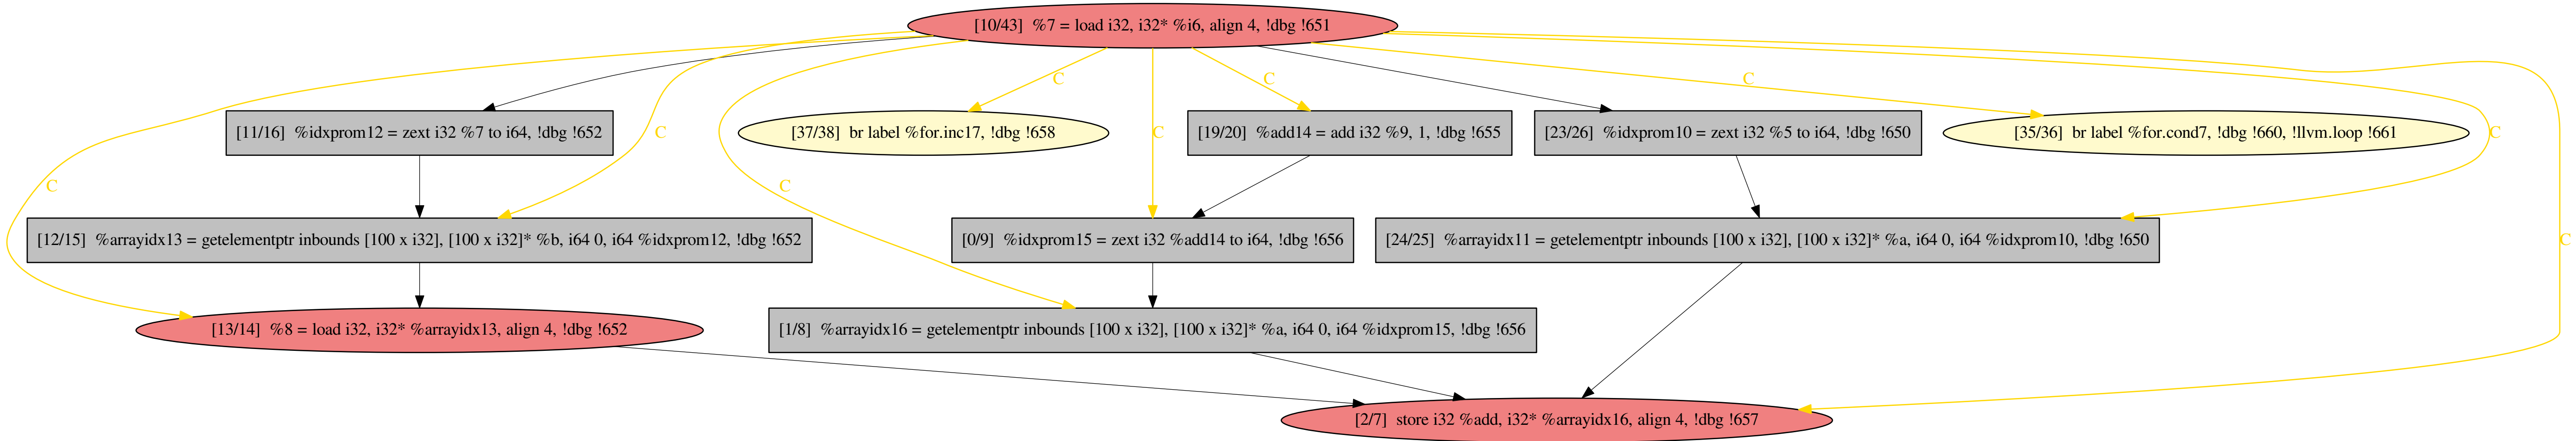 [10/43]  %7 = load i32, i32* %i6, align 4, !dbg !651
C
C
C
[11/16]  %idxprom12 = zext i32 %7 to i64, !dbg !652
C
[37/38]  br label %for.inc17, !dbg !658
C
[19/20]  %add14 = add i32 %9, 1, !dbg !655
[23/26]  %idxprom10 = zext i32 %5 to i64, !dbg !650
[35/36]  br label %for.cond7, !dbg !660, !llvm.loop !661
C
C
C
[12/15]  %arrayidx13 = getelementptr inbounds [100 x i32], [100 x i32]* %b, i64 0, i64 %idxprom12, !dbg !652
[0/9]  %idxprom15 = zext i32 %add14 to i64, !dbg !656
[24/25]  %arrayidx11 = getelementptr inbounds [100 x i32], [100 x i32]* %a, i64 0, i64 %idxprom10, !dbg !650
C
[13/14]  %8 = load i32, i32* %arrayidx13, align 4, !dbg !652
[1/8]  %arrayidx16 = getelementptr inbounds [100 x i32], [100 x i32]* %a, i64 0, i64 %idxprom15, !dbg !656
[2/7]  store i32 %add, i32* %arrayidx16, align 4, !dbg !657